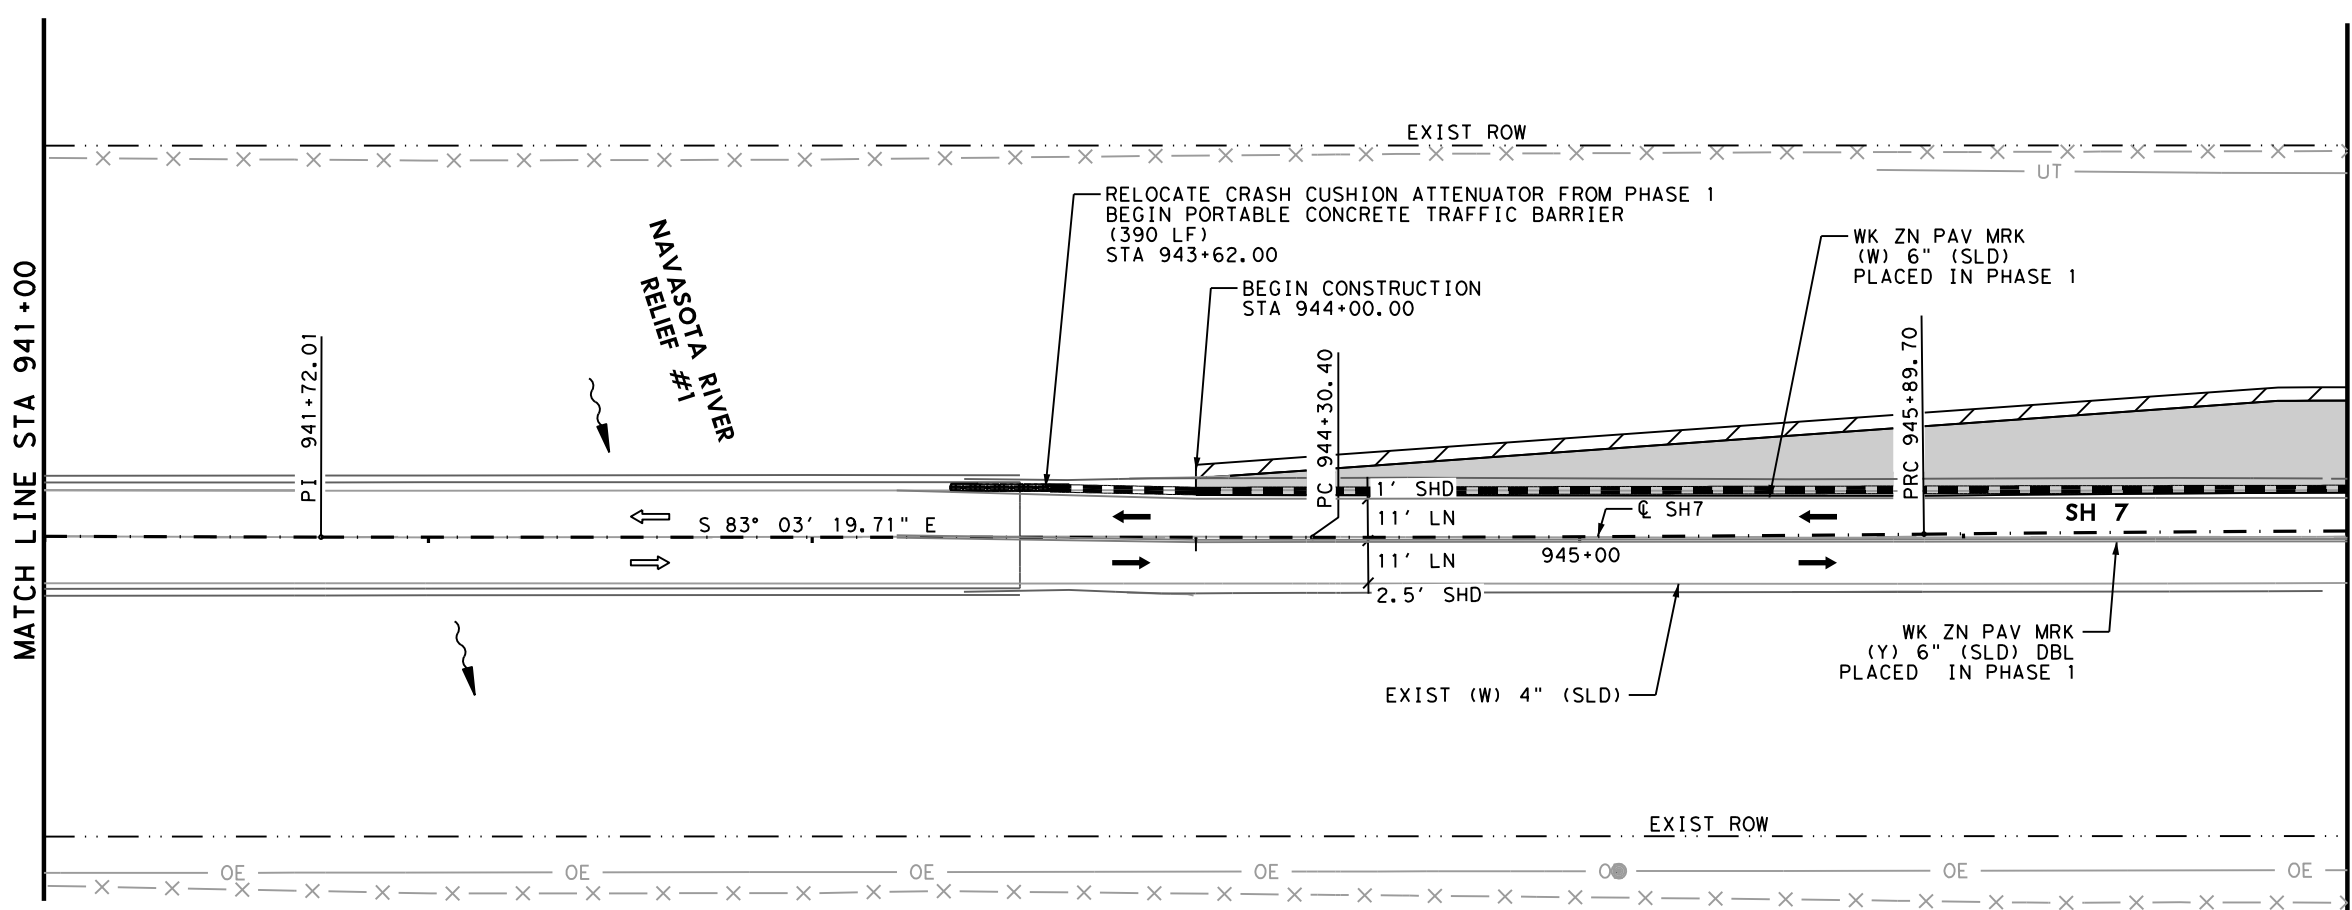 EXIST ROW
UT
RELOCATE CRASH CUSHION ATTENUATOR FROM PHASE 1
BEGIN PORTABLE CONCRETE TRAFFIC BARRIER
(390 LF)
STA 943+62.00
WK ZN PAV MRK
(W) 6" (SLD)
PLACED IN PHASE 1
BEGIN CONSTRUCTION
STA 944+00.00
NAVASOTA RIVER
RELIEF #1
MATCH LINE STA 941+00
PI 941+72.01
PC 944+30.40
PRC 945+89.70
1' SHD
11' LN
℄ SH7
SH 7
S 83° 03' 19.71" E
945+00
11' LN
2.5' SHD
WK ZN PAV MRK
(Y) 6" (SLD) DBL
PLACED IN PHASE 1
EXIST (W) 4" (SLD)
EXIST ROW
OE
OE
OE
OE
OE
OE